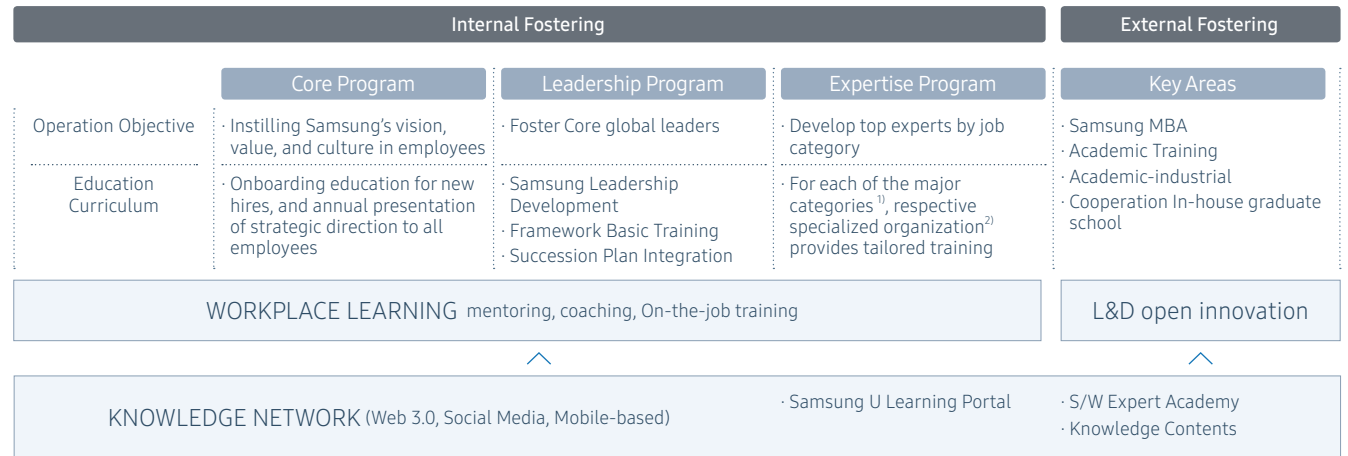 Internal Fostering
External Fostering
Core Program
Leadership Program
Expertise Program
Key Areas
Operation Objective
· Instilling Samsung's vision,
value, and culture in employees
· Foster Core global leaders
· Develop top experts by job
category
Education
Curriculum
· Onboarding education for new
hires, and annual presentation
of strategic direction to all
employees
· Samsung Leadership
Development
· Framework Basic Training
· Succession Plan Integration
· For each of the major
categories 1), respective
specialized organization2)
provides tailored training
· Samsung MBA
· Academic Training
· Academic-industrial
· Cooperation In-house graduate
school
WORKPLACE LEARNING mentoring, coaching, On-the-job training
L&D open innovation
KNOWLEDGE NETWORK (Web 3.0, Social Media, Mobile-based)
· Samsung U Learning Portal
· S/W Expert Academy
· Knowledge Contents